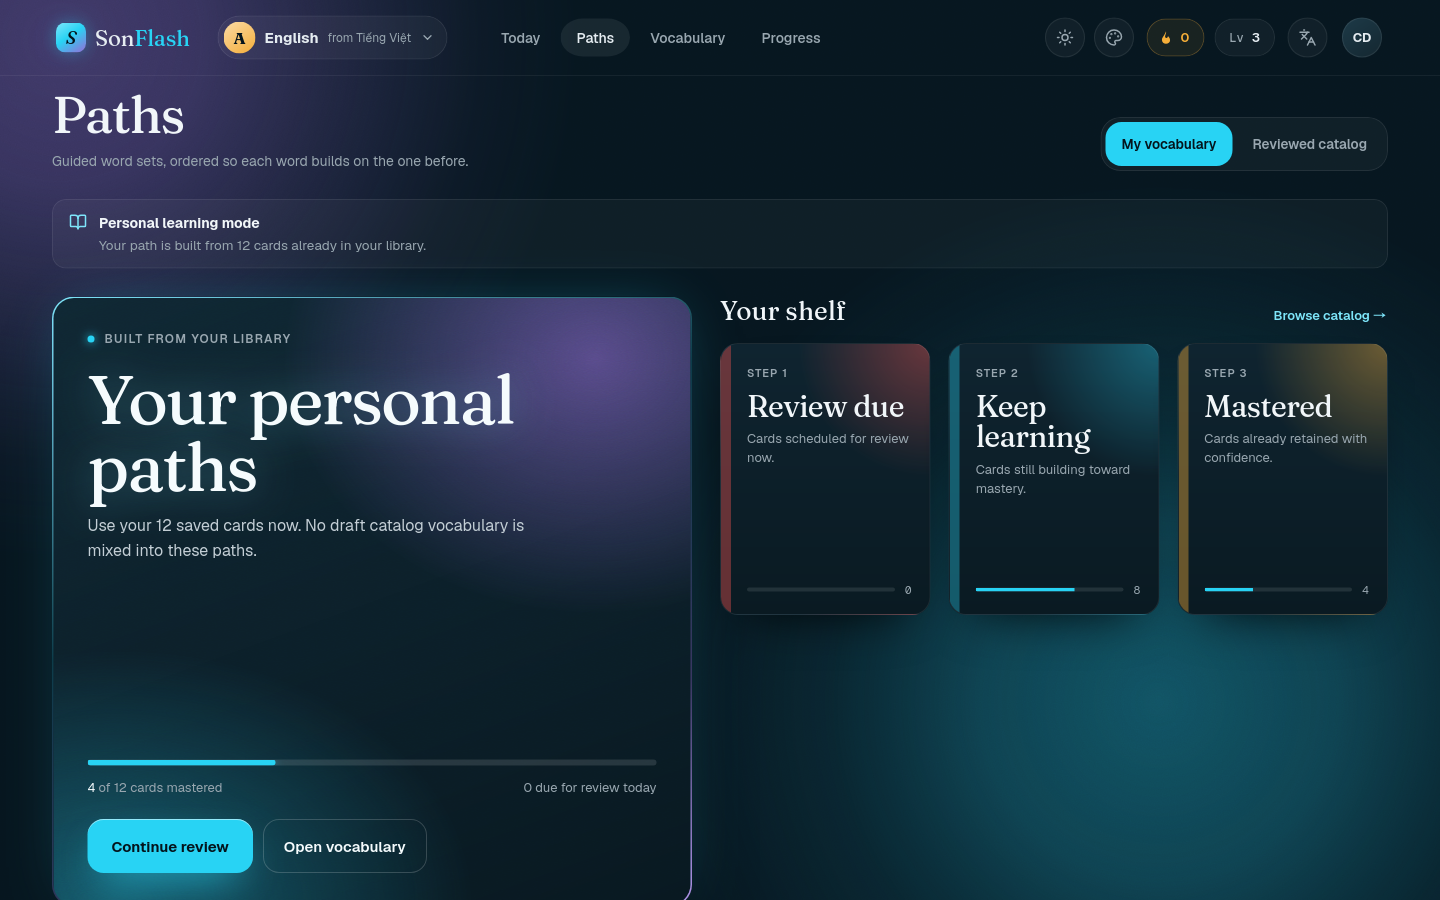 S SonFlash
A English from Tiếng Việt
Today
Paths
Vocabulary
Progress
0
Lv 3
CD
Paths
Guided word sets, ordered so each word builds on the one before.
My vocabulary
Reviewed catalog
Personal learning mode
Your path is built from 12 cards already in your library.
BUILT FROM YOUR LIBRARY
Your personal
paths
Use your 12 saved cards now. No draft catalog vocabulary is
mixed into these paths.
4 of 12 cards mastered
0 due for review today
Continue review
Open vocabulary
Your shelf
Browse catalog →
STEP 1
Review due
Cards scheduled for review
now.
0
STEP 2
Keep
learning
Cards still building toward
mastery.
8
STEP 3
Mastered
Cards already retained with
confidence.
4